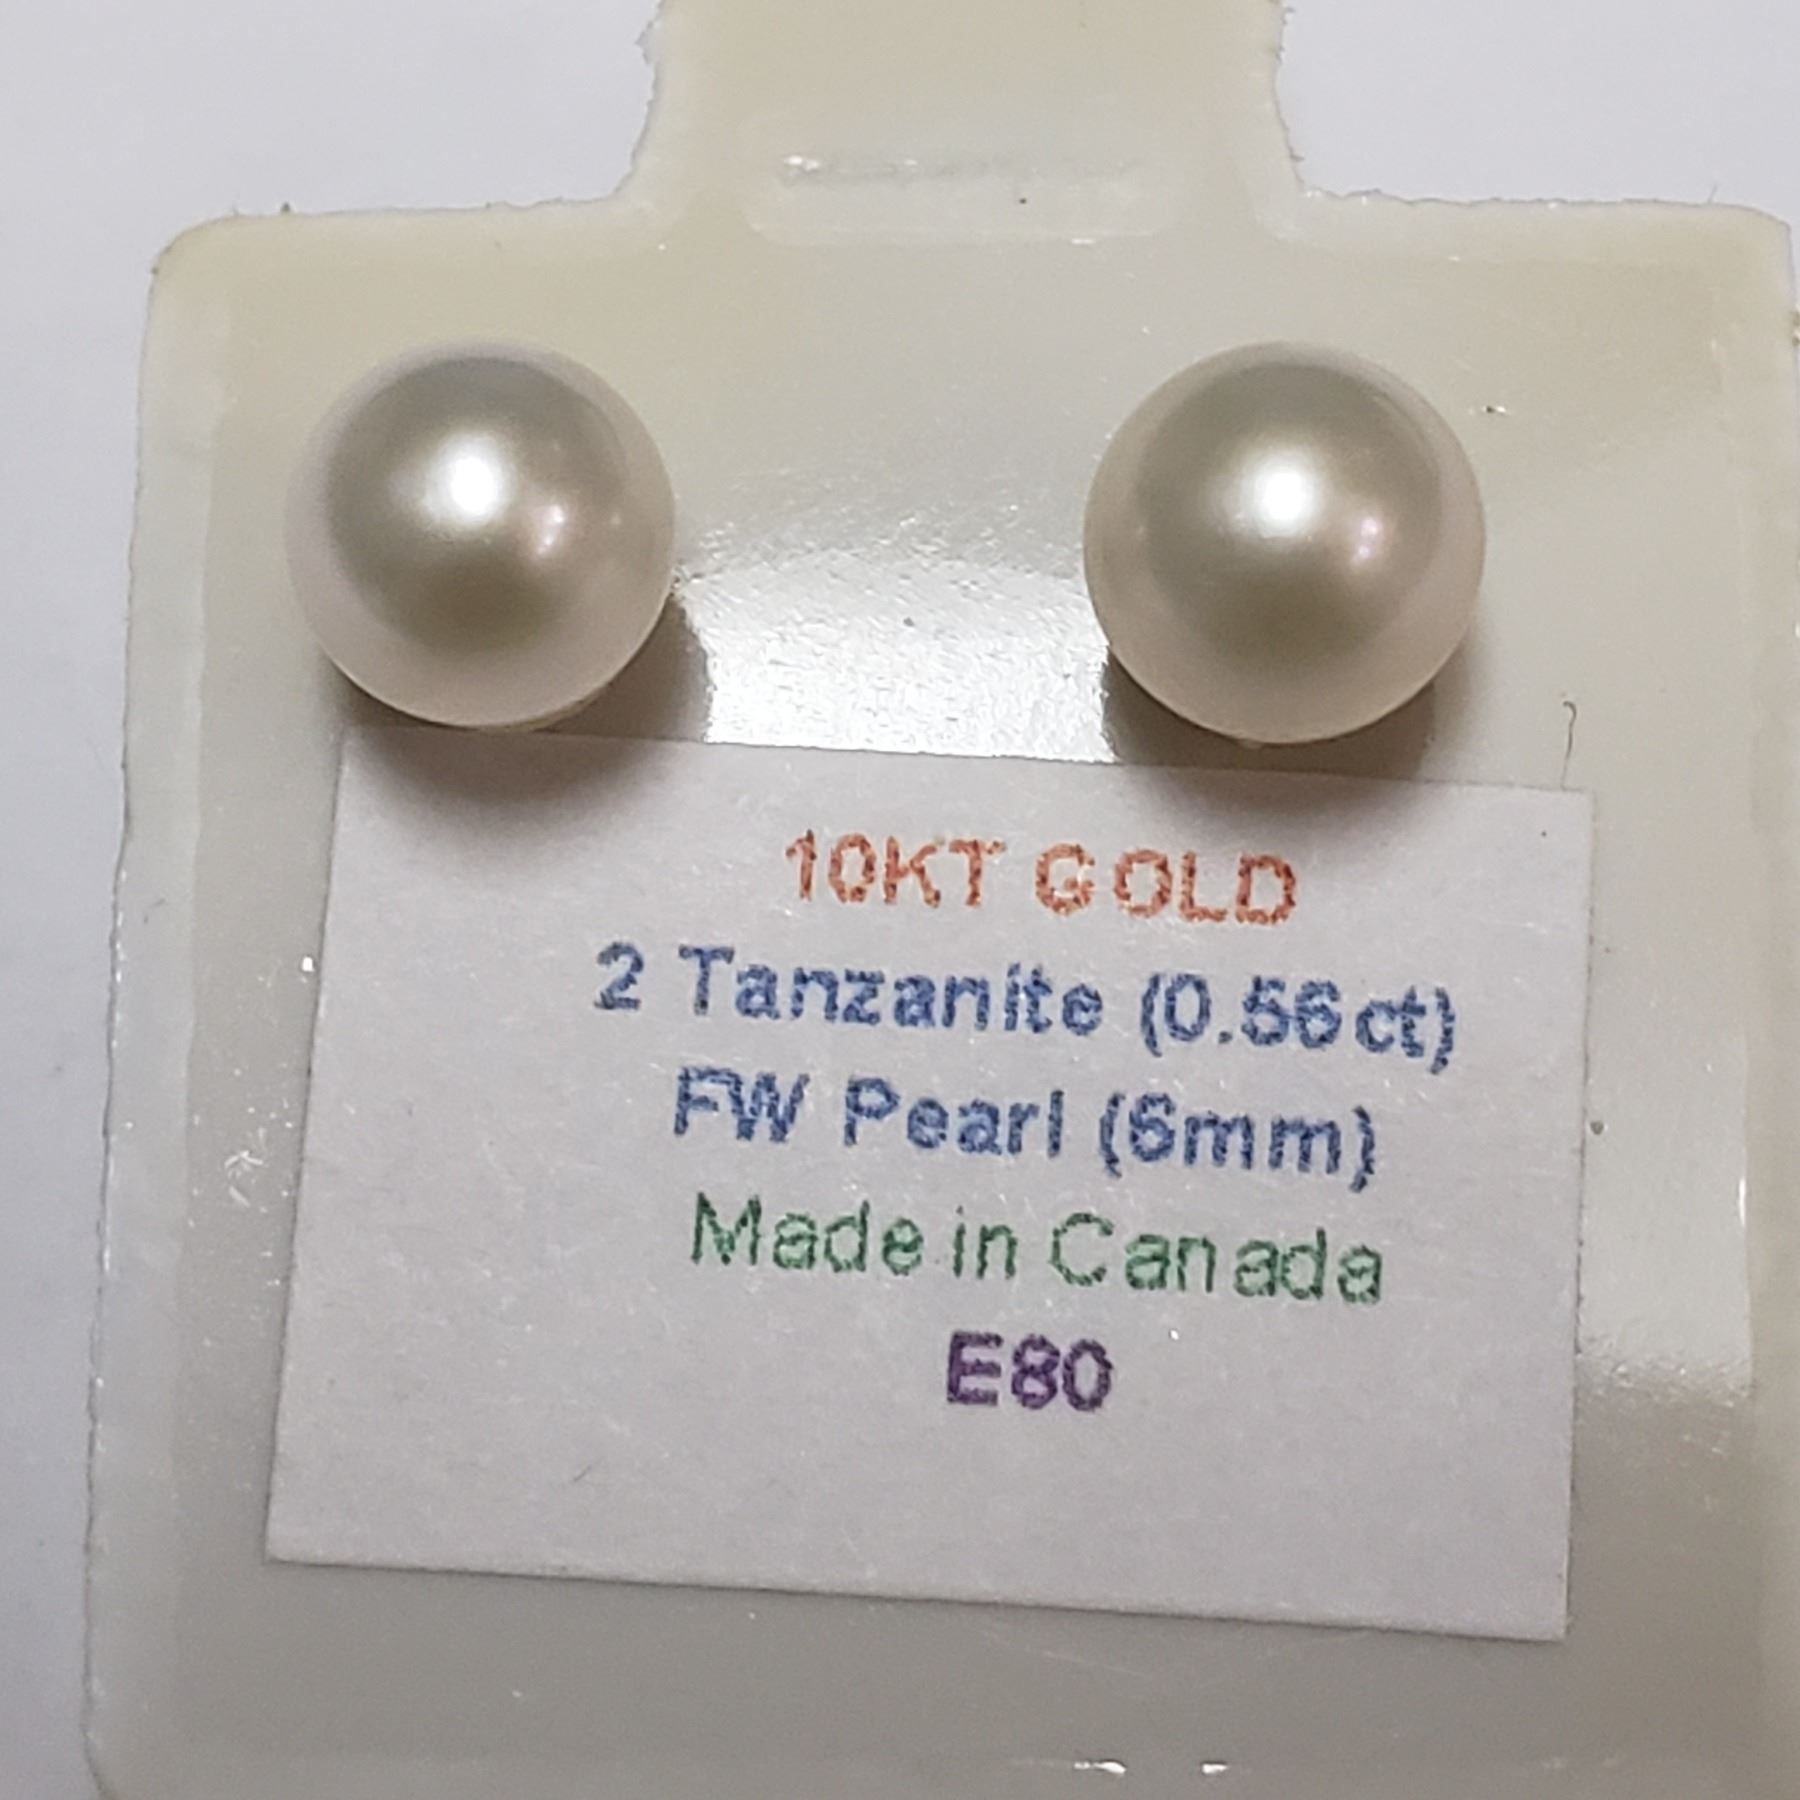 10KT GOLD
2 Tanzanite (0.56ct)
FW Pearl (6mm)
Made in Canada
E80